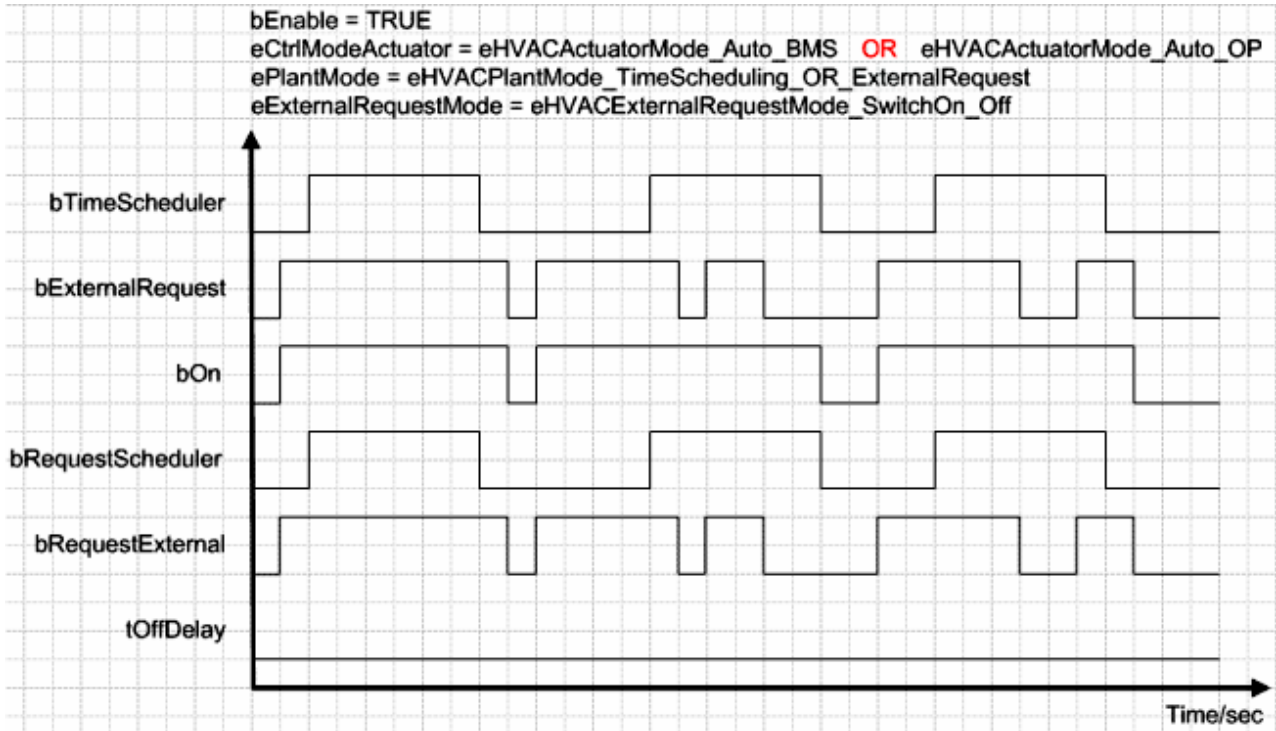 bEnable = TRUE
eCtrlModeActuator = eHVACActuatorMode_Auto_BMS OR eHVACActuatorMode_Auto_OP
ePlantMode = eHVACPlantMode_TimeScheduling_OR_ExternalRequest
eExternalRequestMode = eHVACExternalRequestMode_SwitchOn_Off
bTimeScheduler
bExternalRequest
bOn
bRequestScheduler
bRequestExternal
tOffDelay
Time/sec